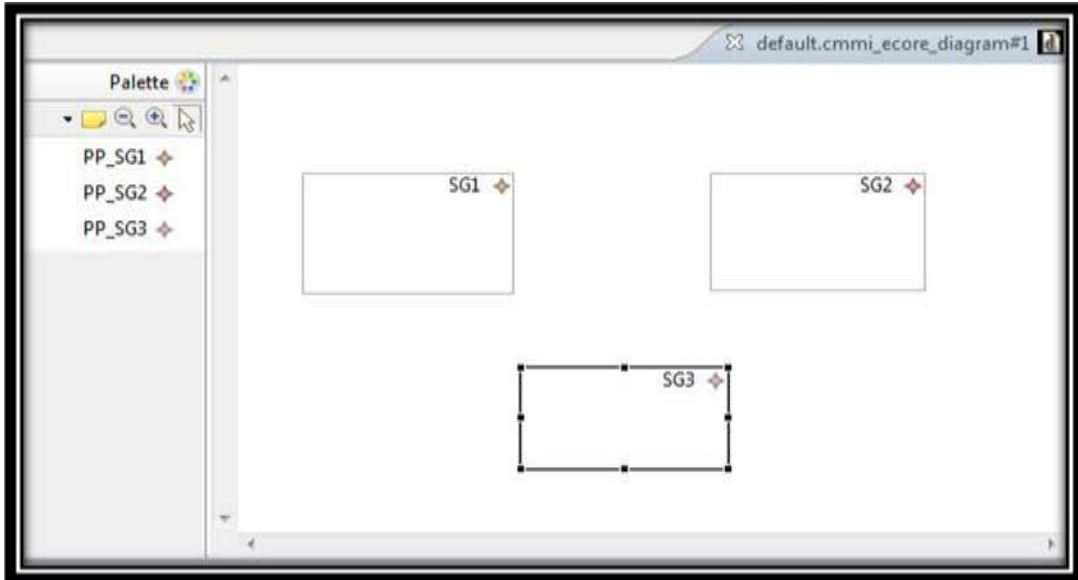 default.cmmi_ecore_diagram#1
Palette
PP_SG1
PP_SG2
PP_SG3
SG1
SG2
SG3